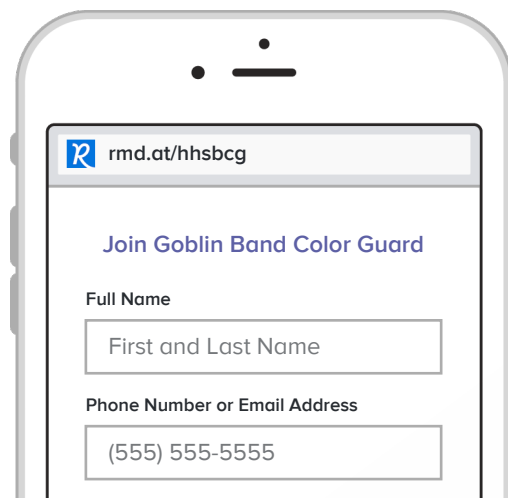 R rmd.at/hhsbcg
Join Goblin Band Color Guard
Full Name
First and Last Name
Phone Number or Email Address
(555) 555-5555